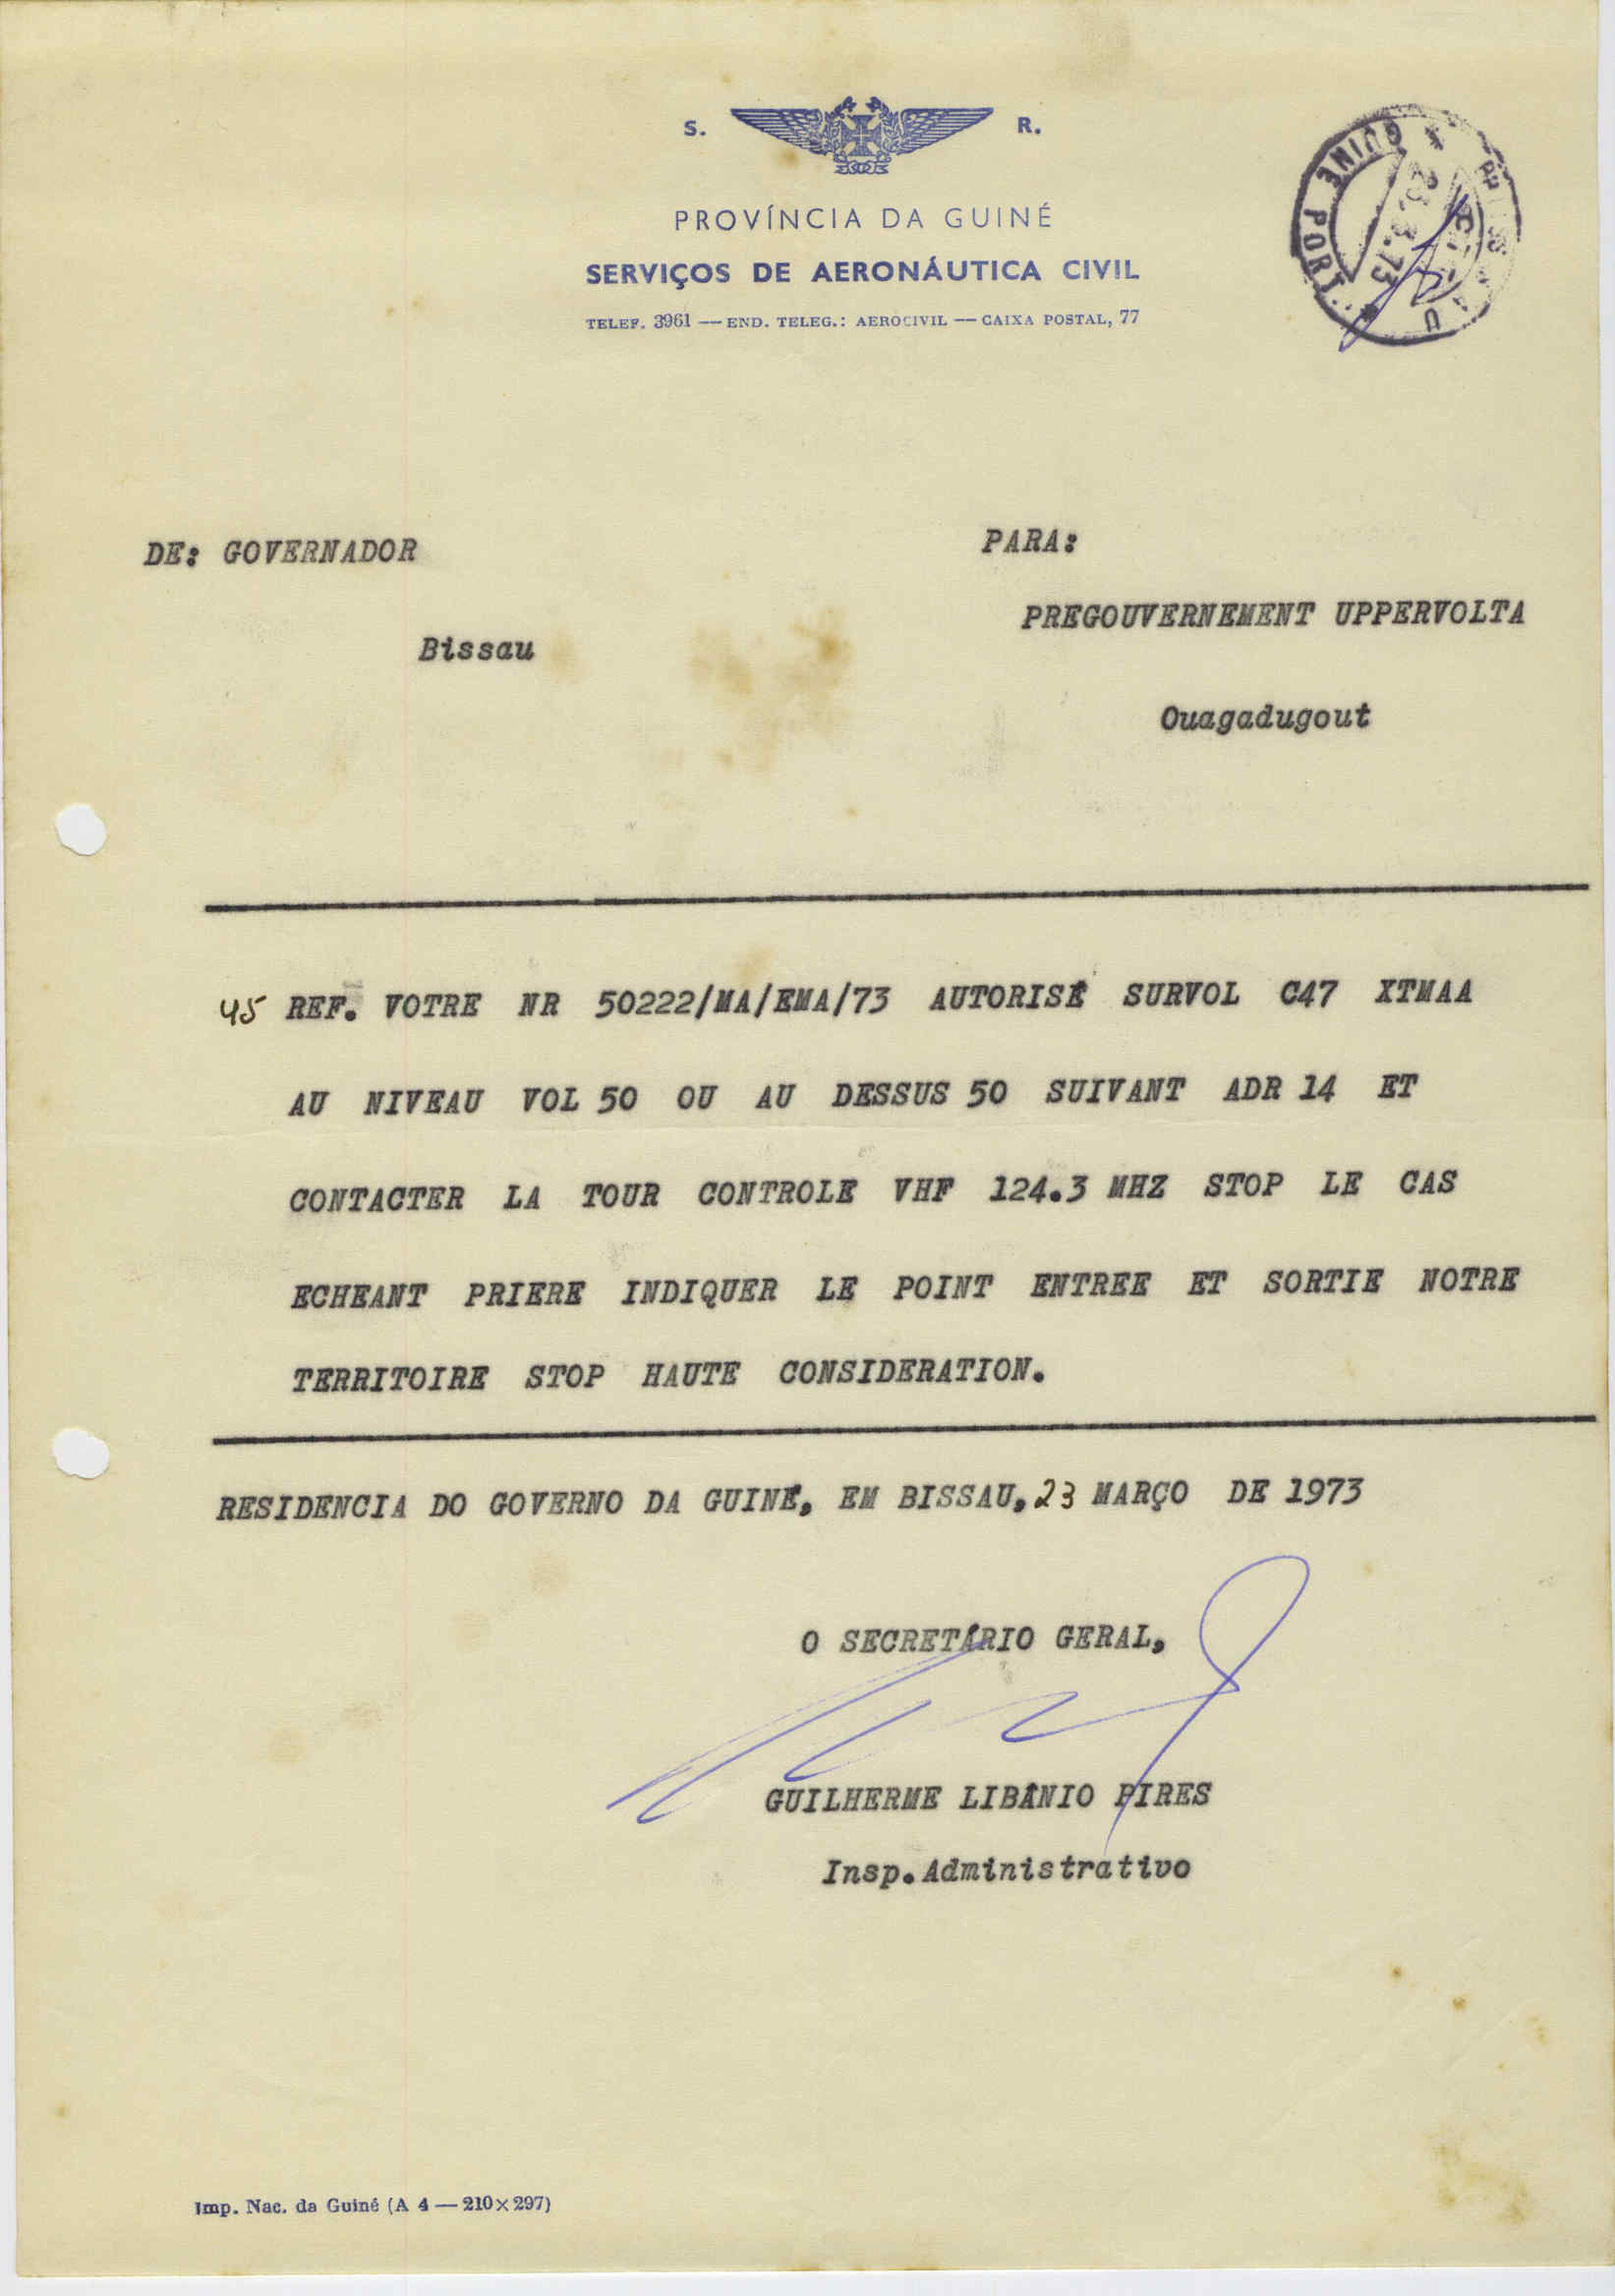 S. R.
PROVÍNCIA DA GUINÉ
SERVIÇOS DE AERONÁUTICA CIVIL
TELEF. 3961 — END. TELEG.: AEROCIVIL — CAIXA POSTAL, 77
GUINE PORT.
23.3.73
DE: GOVERNADOR
Bissau
PARA:
PREGOUVERNEMENT UPPERVOLTA
Ouagadugout
45 REF. VOTRE NR 50222/MA/EMA/73 AUTORISÉ SURVOL C47 XTMAA
AU NIVEAU VOL 50 OU AU DESSUS 50 SUIVANT ADR 14 ET
CONTACTER LA TOUR CONTROLE VHF 124.3 MHZ STOP LE CAS
ECHEANT PRIERE INDIQUER LE POINT ENTREE ET SORTIE NOTRE
TERRITOIRE STOP HAUTE CONSIDERATION.
RESIDENCIA DO GOVERNO DA GUINÉ, EM BISSAU, 23 MARÇO DE 1973
O SECRETÁRIO GERAL,
GUILHERME LIBÂNIO PIRES
Insp. Administrativo
Imp. Nac. da Guiné (A 4 — 210×297)